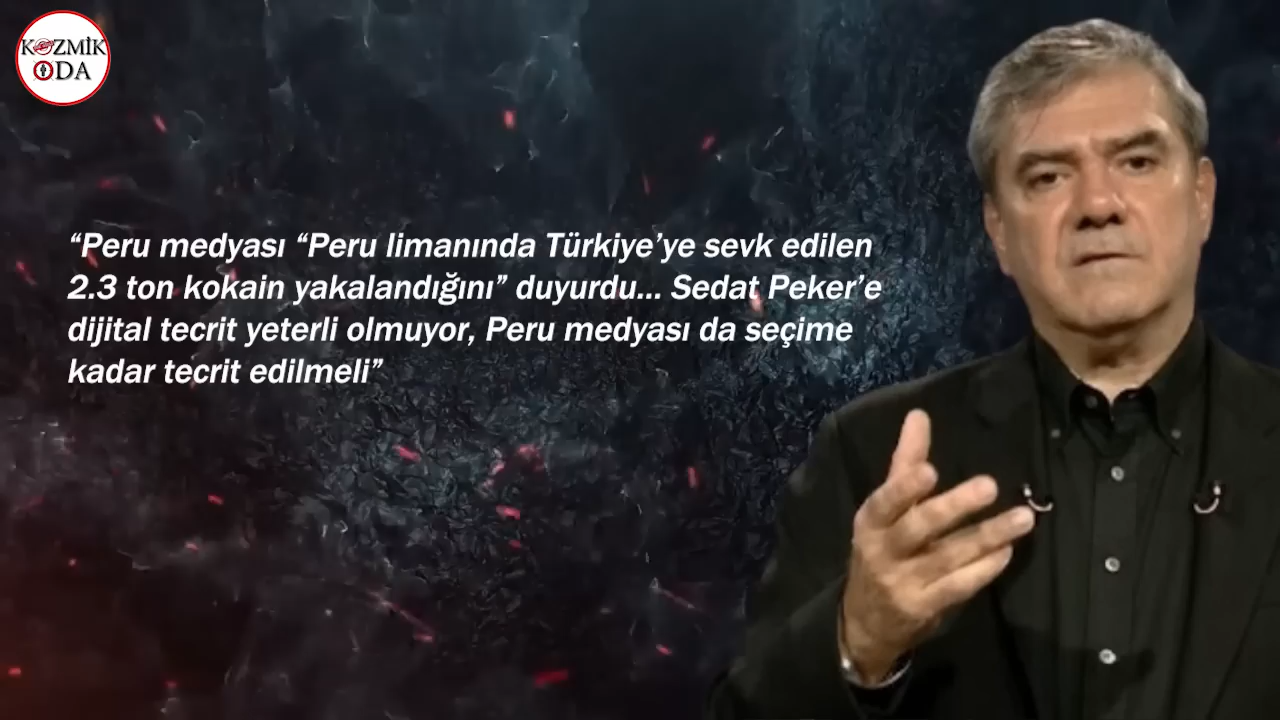 KOZMİK
ODA
“Peru medyası “Peru limanında Türkiye’ye sevk edilen
2.3 ton kokain yakalandığını” duyurdu... Sedat Peker’e
dijital tecrit yeterli olmuyor, Peru medyası da seçime
kadar tecrit edilmeli”